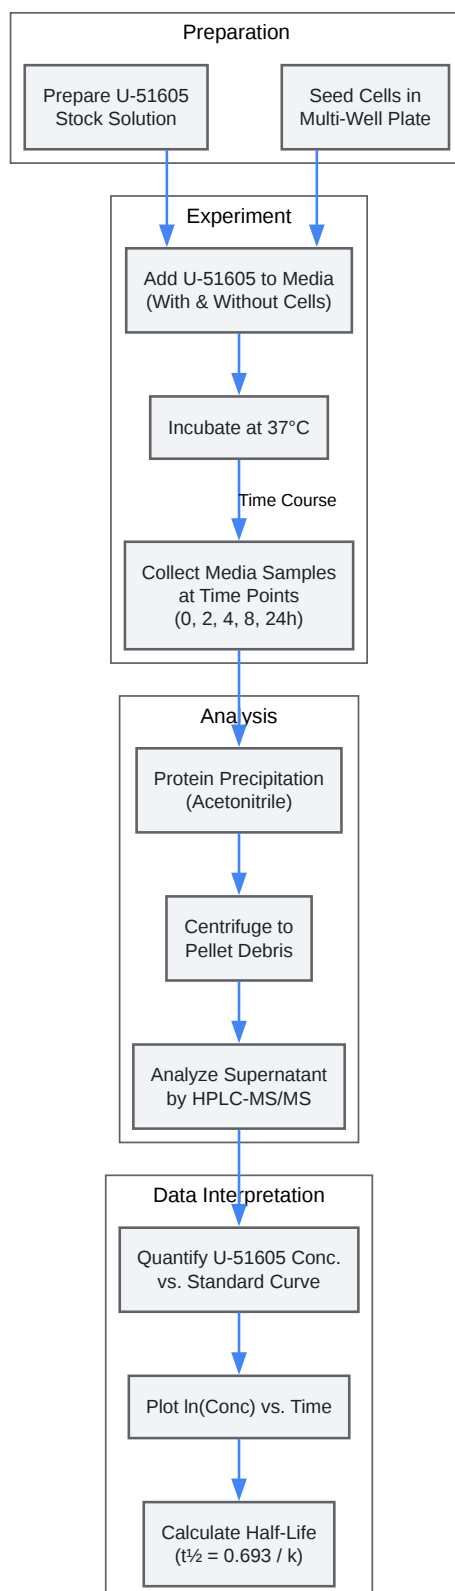 Preparation
Prepare U-51605
Stock Solution
Seed Cells in
Multi-Well Plate
Experiment
Add U-51605 to Media
(With & Without Cells)
Incubate at 37°C
Time Course
Collect Media Samples
at Time Points
(0, 2, 4, 8, 24h)
Analysis
Protein Precipitation
(Acetonitrile)
Centrifuge to
Pellet Debris
Analyze Supernatant
by HPLC-MS/MS
Data Interpretation
Quantify U-51605 Conc.
vs. Standard Curve
Plot ln(Conc) vs. Time
Calculate Half-Life
(t½ = 0.693 / k)